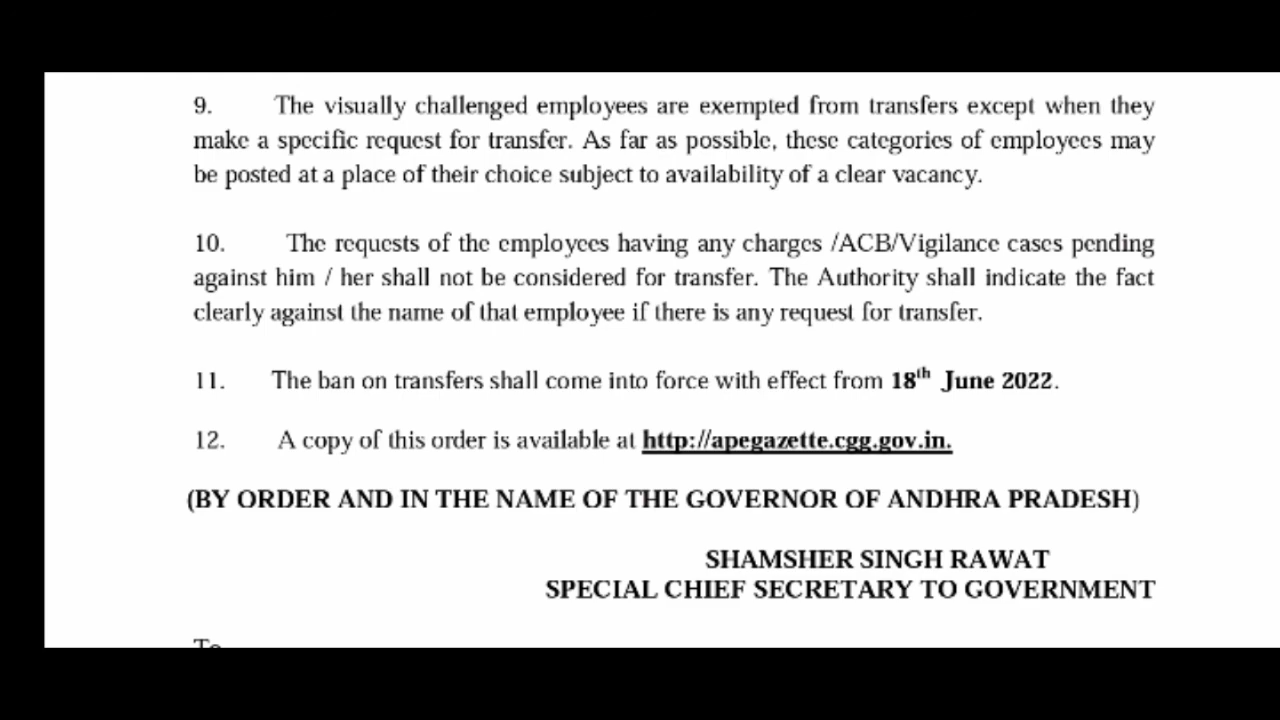 9. The visually challenged employees are exempted from transfers except when they
make a specific request for transfer. As far as possible, these categories of employees may
be posted at a place of their choice subject to availability of a clear vacancy.
10. The requests of the employees having any charges /ACB/Vigilance cases pending
against him / her shall not be considered for transfer. The Authority shall indicate the fact
clearly against the name of that employee if there is any request for transfer.
11. The ban on transfers shall come into force with effect from 18th June 2022.
12. A copy of this order is available at http://apegazette.cgg.gov.in.
(BY ORDER AND IN THE NAME OF THE GOVERNOR OF ANDHRA PRADESH)
SHAMSHER SINGH RAWAT
SPECIAL CHIEF SECRETARY TO GOVERNMENT
To